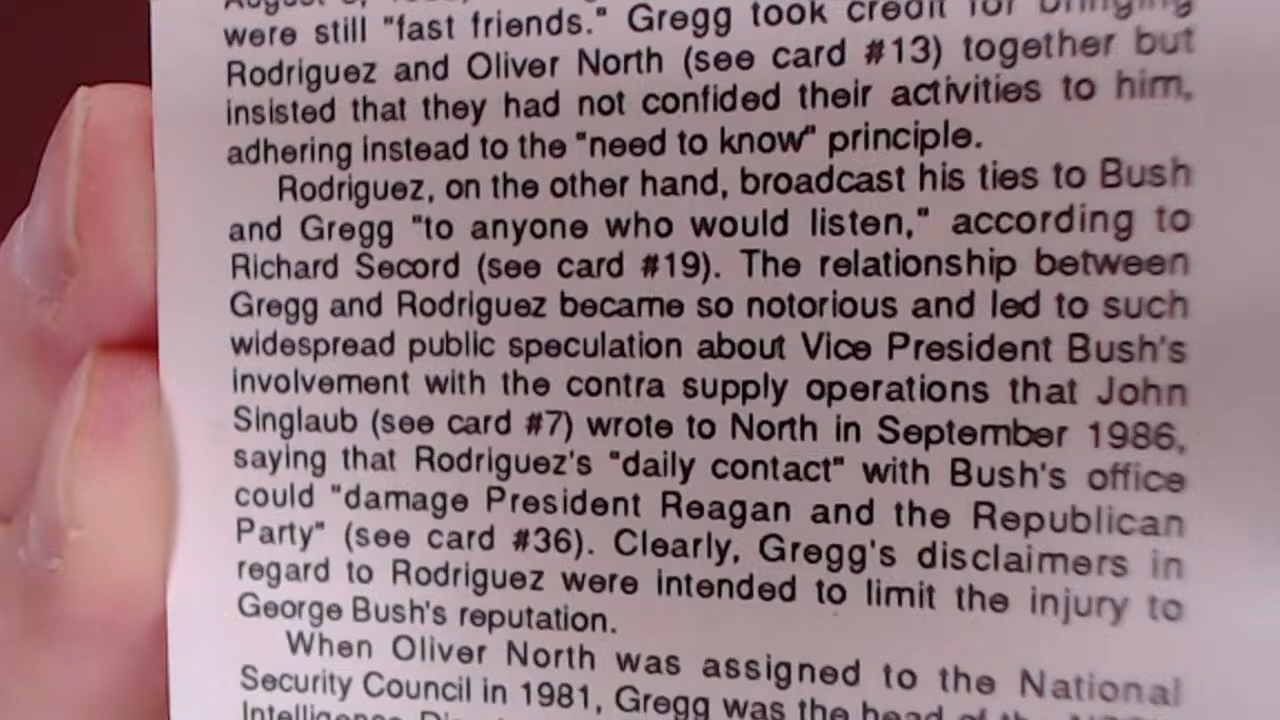 were still "fast friends." Gregg took credit for bringing
Rodriguez and Oliver North (see card #13) together but
insisted that they had not confided their activities to him,
adhering instead to the "need to know" principle.
Rodriguez, on the other hand, broadcast his ties to Bush
and Gregg "to anyone who would listen," according to
Richard Secord (see card #19). The relationship between
Gregg and Rodriguez became so notorious and led to such
widespread public speculation about Vice President Bush's
involvement with the contra supply operations that John
Singlaub (see card #7) wrote to North in September 1986,
saying that Rodriguez's "daily contact" with Bush's office
could "damage President Reagan and the Republican
Party" (see card #36). Clearly, Gregg's disclaimers in
regard to Rodriguez were intended to limit the injury to
George Bush's reputation.
When Oliver North was assigned to the National
Security Council in 1981, Gregg was the head of the